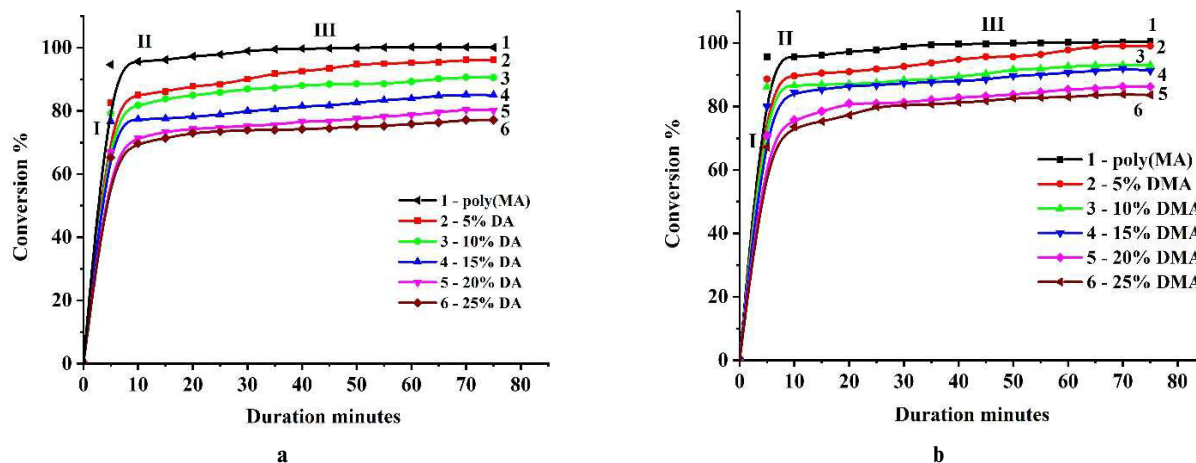 100
80
60
40
20
0
Conversion %
I
II
III
1
2
3
4
5
6
1 - poly(MA)
2 - 5% DA
3 - 10% DA
4 - 15% DA
5 - 20% DA
6 - 25% DA
0 10 20 30 40 50 60 70 80
Duration minutes
a
100
80
60
40
20
0
Conversion %
I
II
III
1
2
3
4
5
6
1 - poly(MA)
2 - 5% DMA
3 - 10% DMA
4 - 15% DMA
5 - 20% DMA
6 - 25% DMA
0 10 20 30 40 50 60 70 80
Duration minutes
b